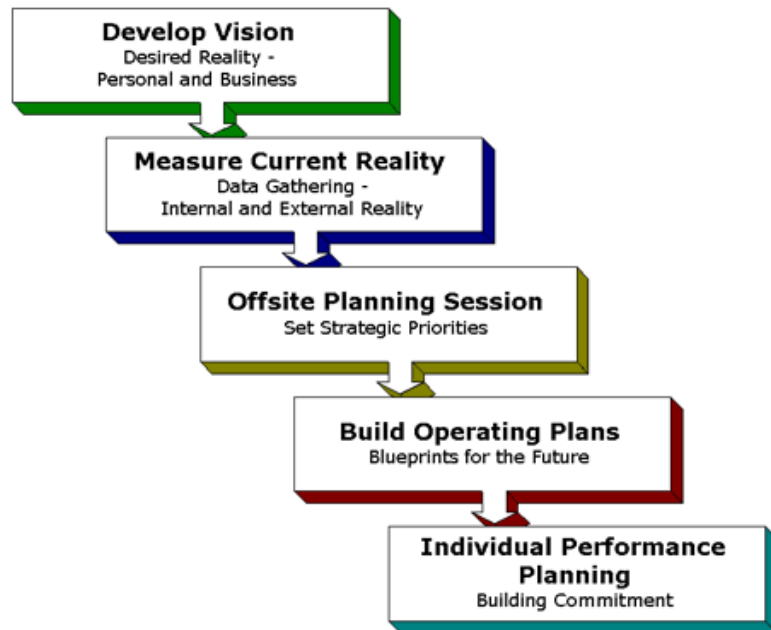 Develop Vision
Desired Reality -
Personal and Business
Measure Current Reality
Data Gathering -
Internal and External Reality
Offsite Planning Session
Set Strategic Priorities
Build Operating Plans
Blueprints for the Future
Individual Performance
Planning
Building Commitment